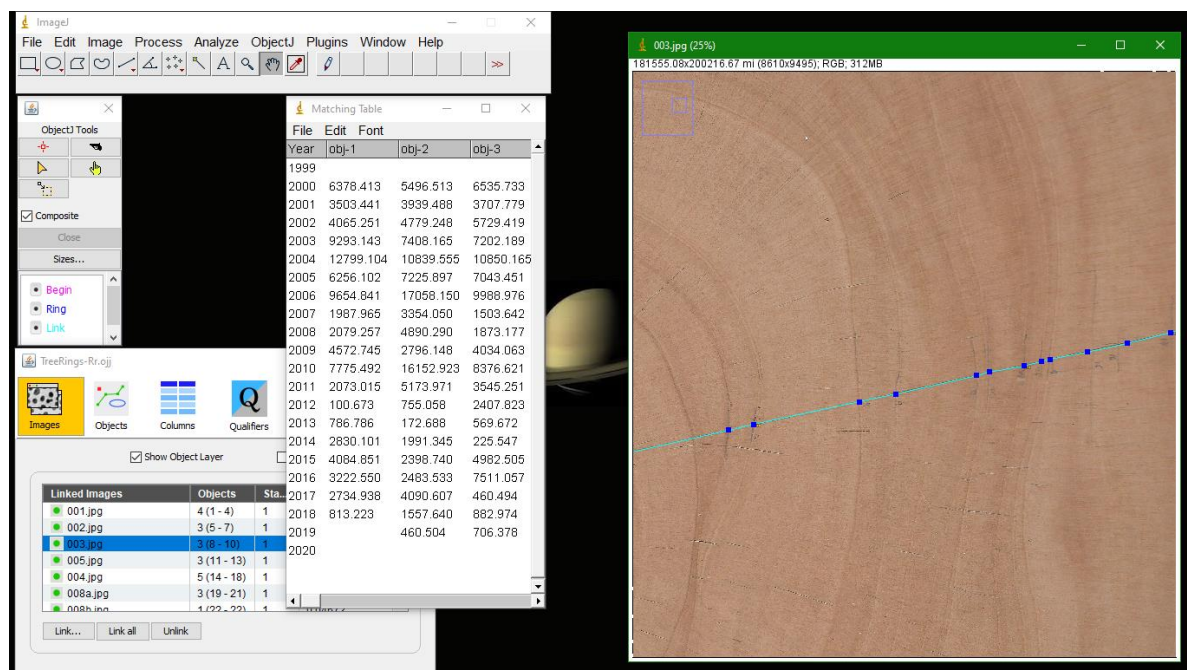 ImageJ
File Edit Image Process Analyze ObjectJ Plugins Window Help
A
>>
ObjectJ Tools
Composite
Close
Sizes...
Begin
Ring
Link
Matching Table
File Edit Font
Year obj-1 obj-2 obj-3
1999
2000 6378.413 5496.513 6535.733
2001 3503.441 3939.488 3707.779
2002 4065.251 4779.248 5729.419
2003 9293.143 7408.165 7202.189
2004 12799.104 10839.555 10850.165
2005 6256.102 7225.897 7043.451
2006 9654.841 17058.150 9988.976
2007 1987.965 3354.050 1503.642
2008 2079.257 4890.290 1873.177
2009 4572.745 2796.148 4034.063
2010 7775.492 16152.923 8376.621
2011 2073.015 5173.971 3545.251
2012 100.673 755.058 2407.823
2013 786.786 172.688 569.672
2014 2830.101 1991.345 225.547
2015 4084.851 2398.740 4982.505
2016 3222.550 2483.533 7511.057
2017 2734.938 4090.607 460.494
2018 813.223 1557.640 882.974
2019 460.504 706.378
2020
TreeRings-Rr.ojj
Q
Images Objects Columns Qualifiers
Show Object Layer
Linked Images Objects Sta...
001.jpg 4 (1 - 4) 1
002.jpg 3 (5 - 7) 1
003.jpg 3 (8 - 10) 1
005.jpg 3 (11 - 13) 1
004.jpg 5 (14 - 18) 1
008a.jpg 3 (19 - 21) 1
008b.jpg 1 (22 - 22) 1
Link... Link all Unlink
003.jpg (25%)
181555.08x200216.67 mi (8610x9495); RGB; 312MB